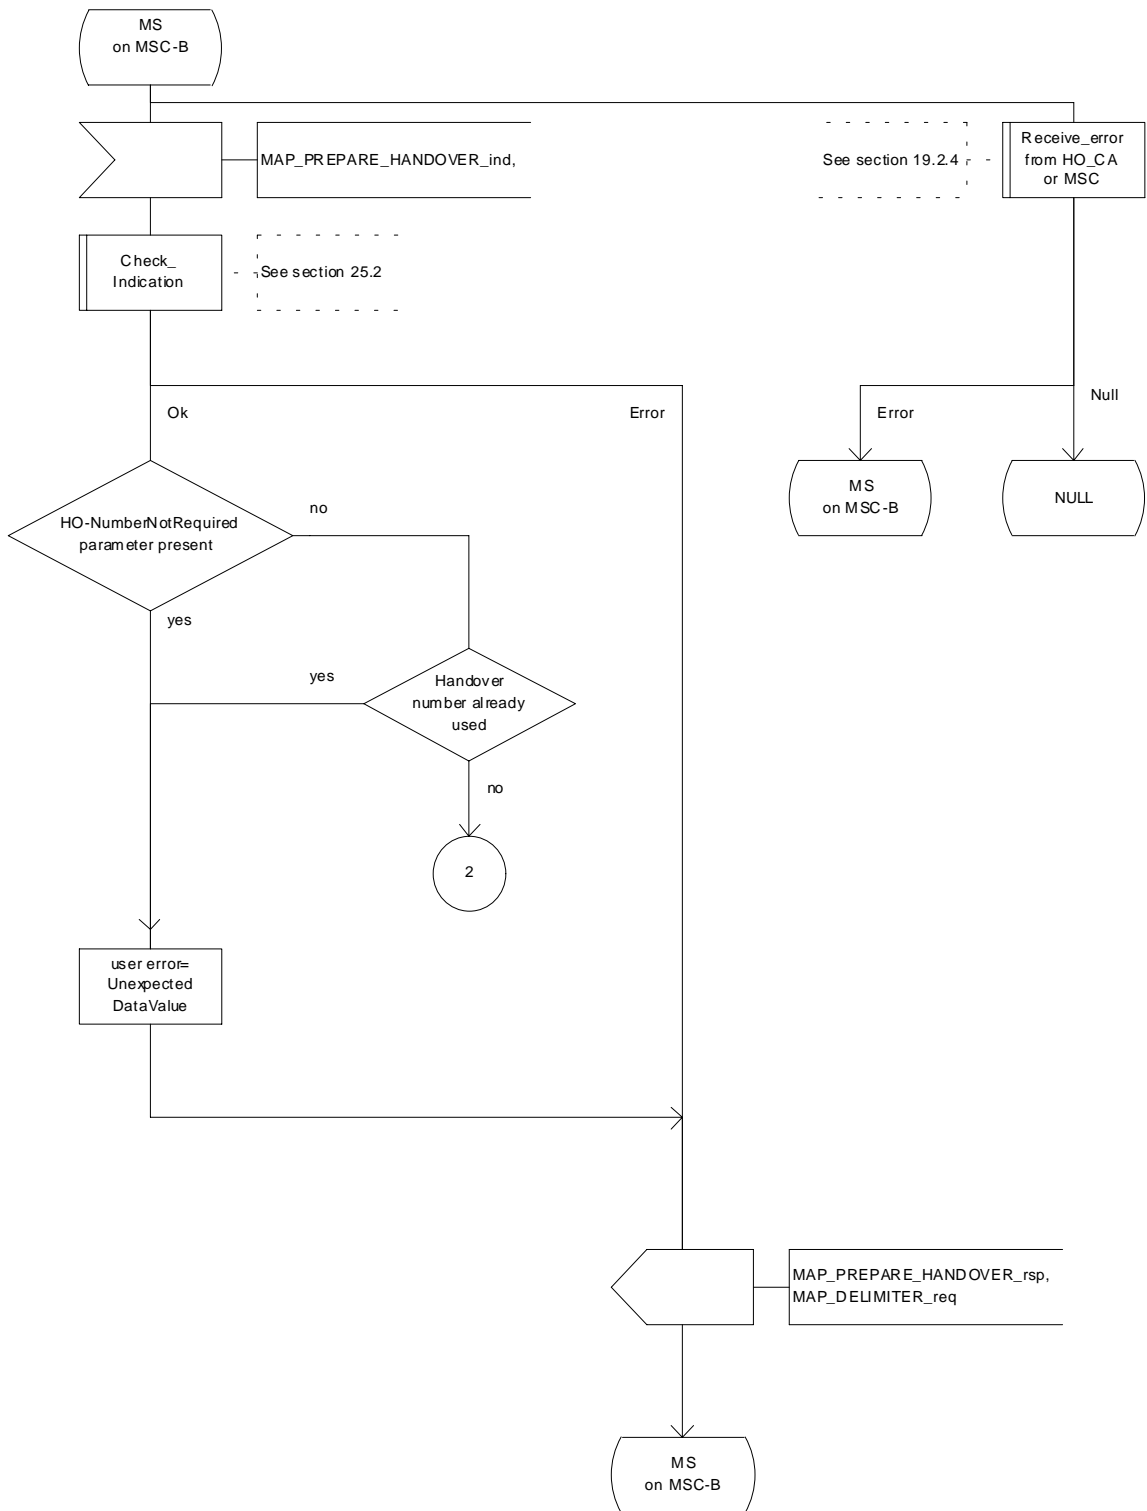 MS
on MSC-B
MAP_PREPARE_HANDOVER_ind,
See section 19.2.4
Receive_error
from HO_CA
or MSC
Check_
Indication
See section 25.2
Ok
Error
Error
Null
MS
on MSC-B
NULL
HO-NumberNotRequired
parameter present
no
yes
yes
Handover
number already
used
no
2
user error=
Unexpected
DataValue
MAP_PREPARE_HANDOVER_rsp,
MAP_DELIMITER_req
MS
on MSC-B